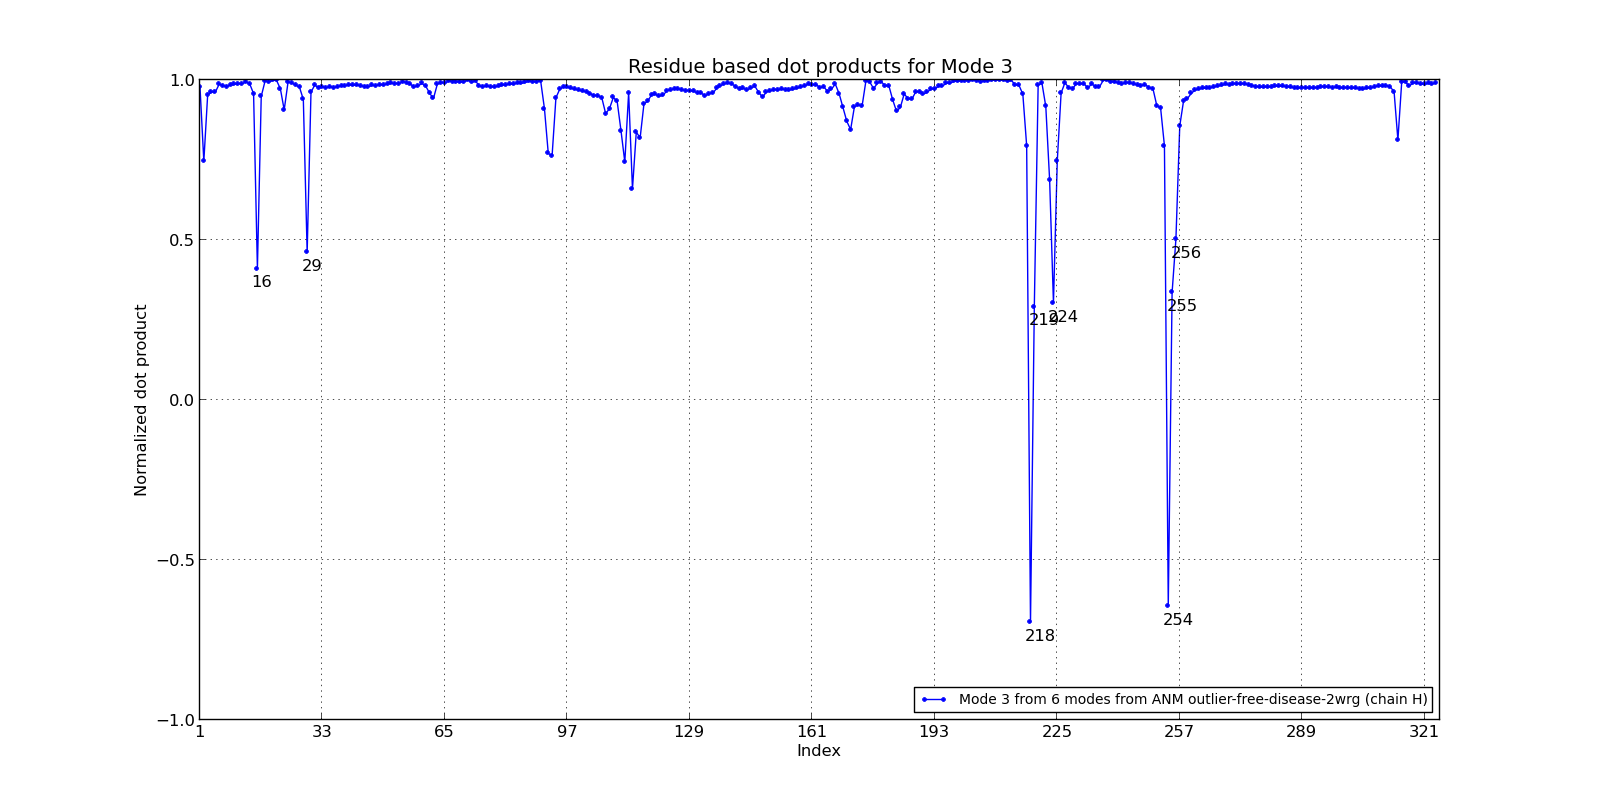 Residue based dot products for Mode 3
1.0
0.5
0.0
−0.5
−1.0
Normalized dot product
16
29
219
224
256
255
218
254
Mode 3 from 6 modes from ANM outlier-free-disease-2wrg (chain H)
1 33 65 97 129 161 193 225 257 289 321
Index